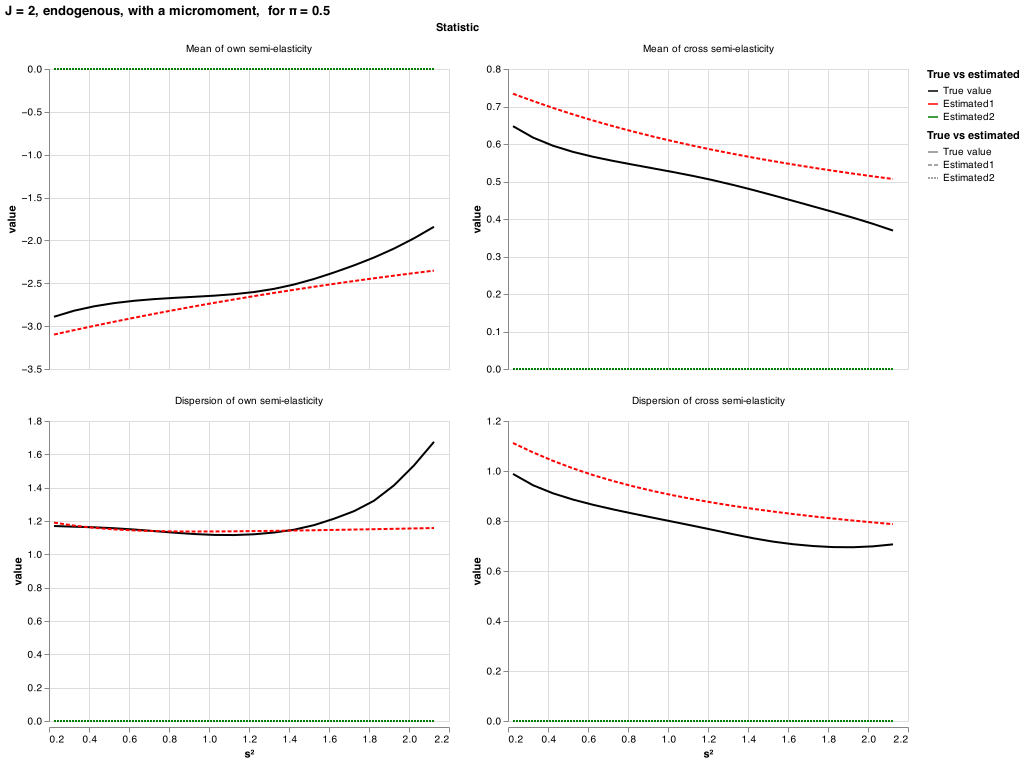 J = 2, endogenous, with a micromoment,  for π = 0.5
Statistic
Mean of own semi-elasticity
0.0
−0.5
−1.0
−1.5
−2.0
−2.5
−3.0
−3.5
value
Mean of cross semi-elasticity
0.8
0.7
0.6
0.5
0.4
0.3
0.2
0.1
0.0
value
Dispersion of own semi-elasticity
1.8
1.6
1.4
1.2
1.0
0.8
0.6
0.4
0.2
0.0
value
0.2 0.4 0.6 0.8 1.0 1.2 1.4 1.6 1.8 2.0 2.2
s²
Dispersion of cross semi-elasticity
1.2
1.0
0.8
0.6
0.4
0.2
0.0
value
0.2 0.4 0.6 0.8 1.0 1.2 1.4 1.6 1.8 2.0 2.2
s²
True vs estimated
True value
Estimated1
Estimated2
True vs estimated
True value
Estimated1
Estimated2